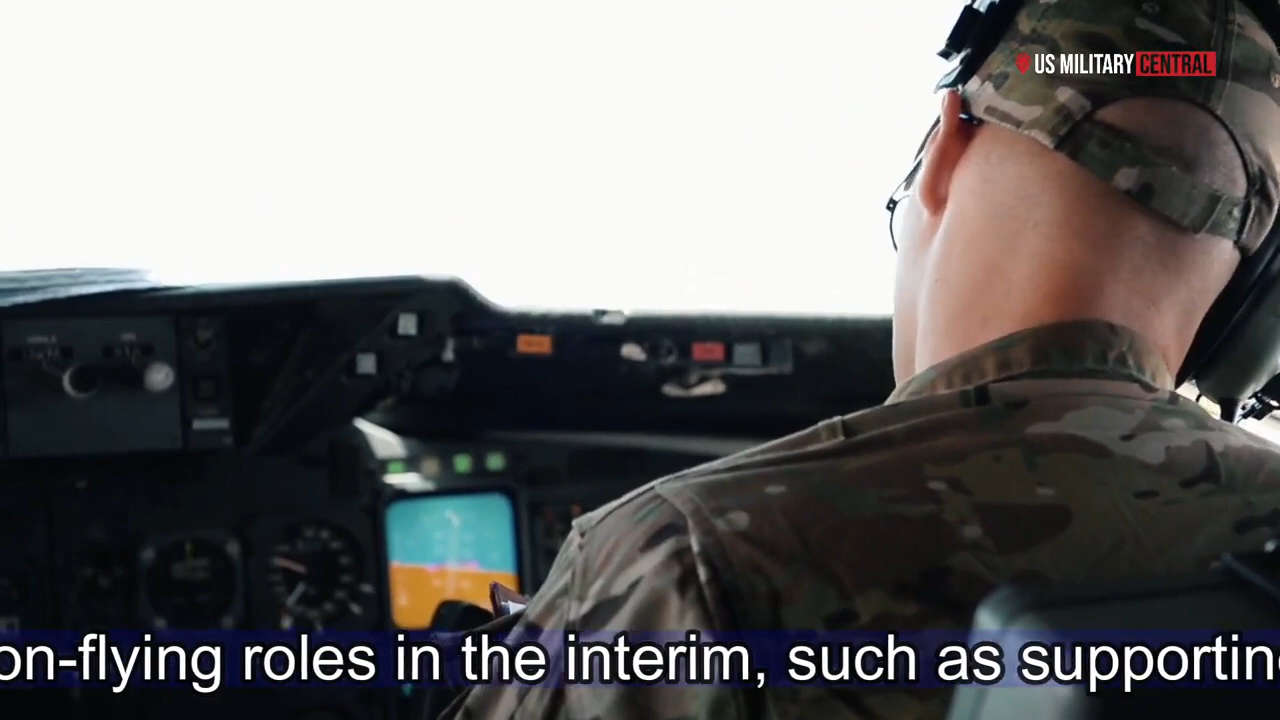 US MILITARY CENTRAL
on-flying roles in the interim, such as supportin